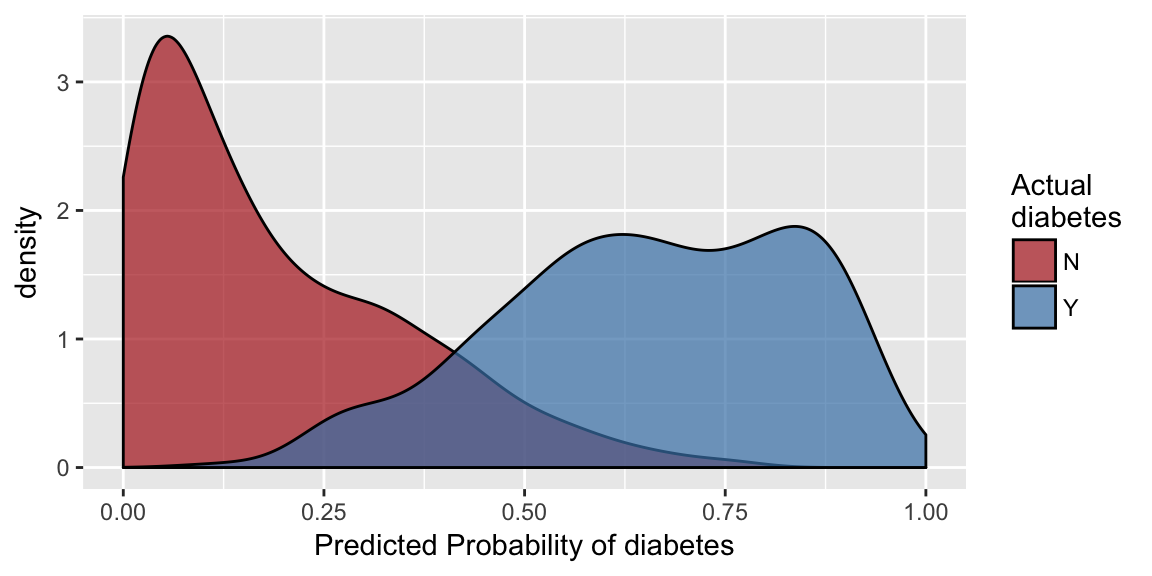 3
2
1
0
density
0.00
0.25
0.50
0.75
1.00
Predicted Probability of diabetes
Actual
diabetes
N
Y